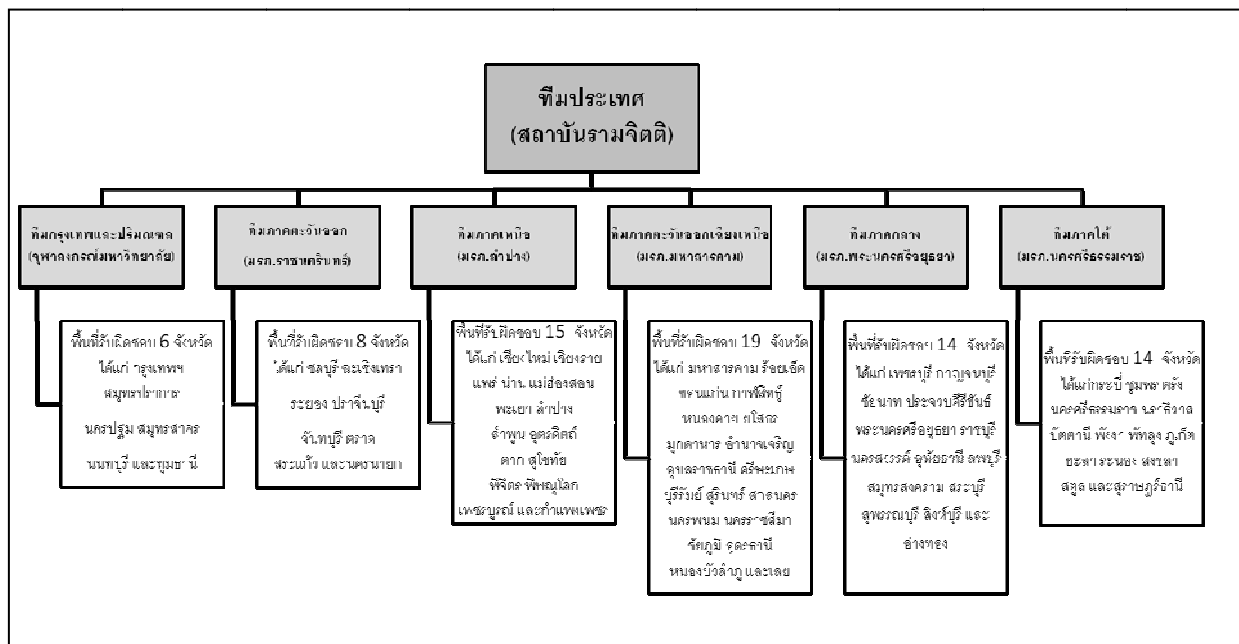 ทีมประเทศ
(สถาบันรามจิตติ)
ทีมกรุงเทพและปริมณฑล
(จุฬาลงกรณ์มหาวิทยาลัย)
พื้นที่รับผิดชอบ 6 จังหวัด
ได้แก่ กรุงเทพฯ
สมุทรปราการ
นครปฐม สมุทรสาคร
นนทบุรี และปทุมธานี
ทีมภาคตะวันออก
(มรภ.ราชนครินทร์)
พื้นที่รับผิดชอบ 8 จังหวัด
ได้แก่ ชลบุรี ฉะเชิงเทรา
ระยอง ปราจีนบุรี
จันทบุรี ตราด
สระแก้ว และนครนายก
ทีมภาคเหนือ
(มรภ.ลำปาง)
พื้นที่รับผิดชอบ 15 จังหวัด
ได้แก่ เชียงใหม่ เชียงราย
แพร่ น่าน แม่ฮ่องสอน
พะเยา ลำปาง
ลำพูน อุตรดิตถ์
ตาก สุโขทัย
พิจิตร พิษณุโลก
เพชรบูรณ์ และกำแพงเพชร
ทีมภาคตะวันออกเฉียงเหนือ
(มรภ.มหาสารคาม)
พื้นที่รับผิดชอบ 19 จังหวัด
ได้แก่ มหาสารคาม ร้อยเอ็ด
ขอนแก่น กาฬสินธุ์
หนองคาย ยโสธร
มุกดาหาร อำนาจเจริญ
อุบลราชธานี ศรีษะเกษ
บุรีรัมย์ สุรินทร์ สกลนคร
นครพนม นครราชสีมา
ชัยภูมิ อุดรธานี
หนองบัวลำภู และเลย
ทีมภาคกลาง
(มรภ.พระนครศรีอยุธยา)
พื้นที่รับผิดชอบ 14 จังหวัด
ได้แก่ เพชรบุรี กาญจนบุรี
ชัยนาท ประจวบคีรีขันธ์
พระนครศรีอยุธยา ราชบุรี
นครสวรรค์ อุทัยธานี ลพบุรี
สมุทรสงคราม สระบุรี
สุพรรณบุรี สิงห์บุรี และ
อ่างทอง
ทีมภาคใต้
(มรภ.นครศรีธรรมราช)
พื้นที่รับผิดชอบ 14 จังหวัด
ได้แก่ กระบี่ ชุมพร ตรัง
นครศรีธรรมราช นราธิวาส
ปัตตานี พังงา พัทลุง ภูเก็ต
ยะลา ระนอง สงขลา
สตูล และสุราษฎร์ธานี